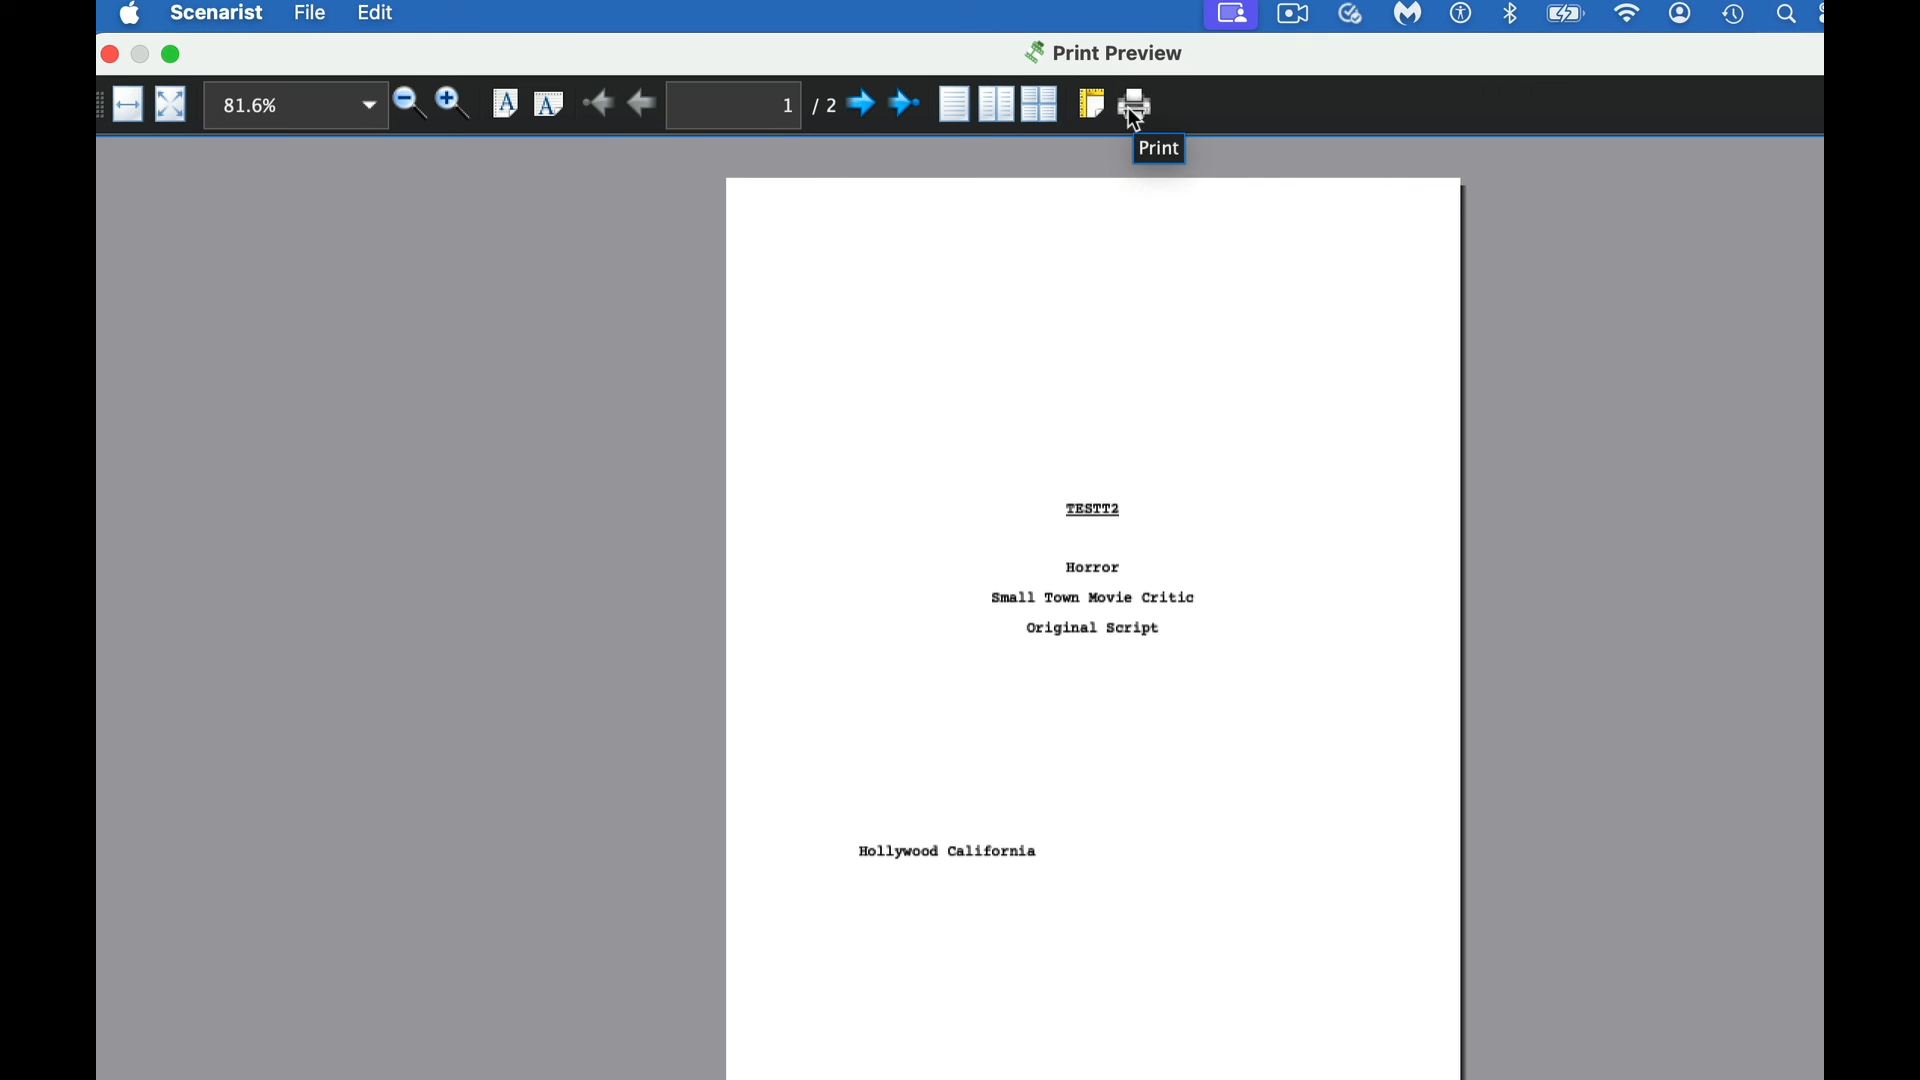 Scenarist File Edit
Print Preview
81.6% 1 / 2
Print
TESTT2
Horror
Small Town Movie Critic
Original Script
Hollywood California